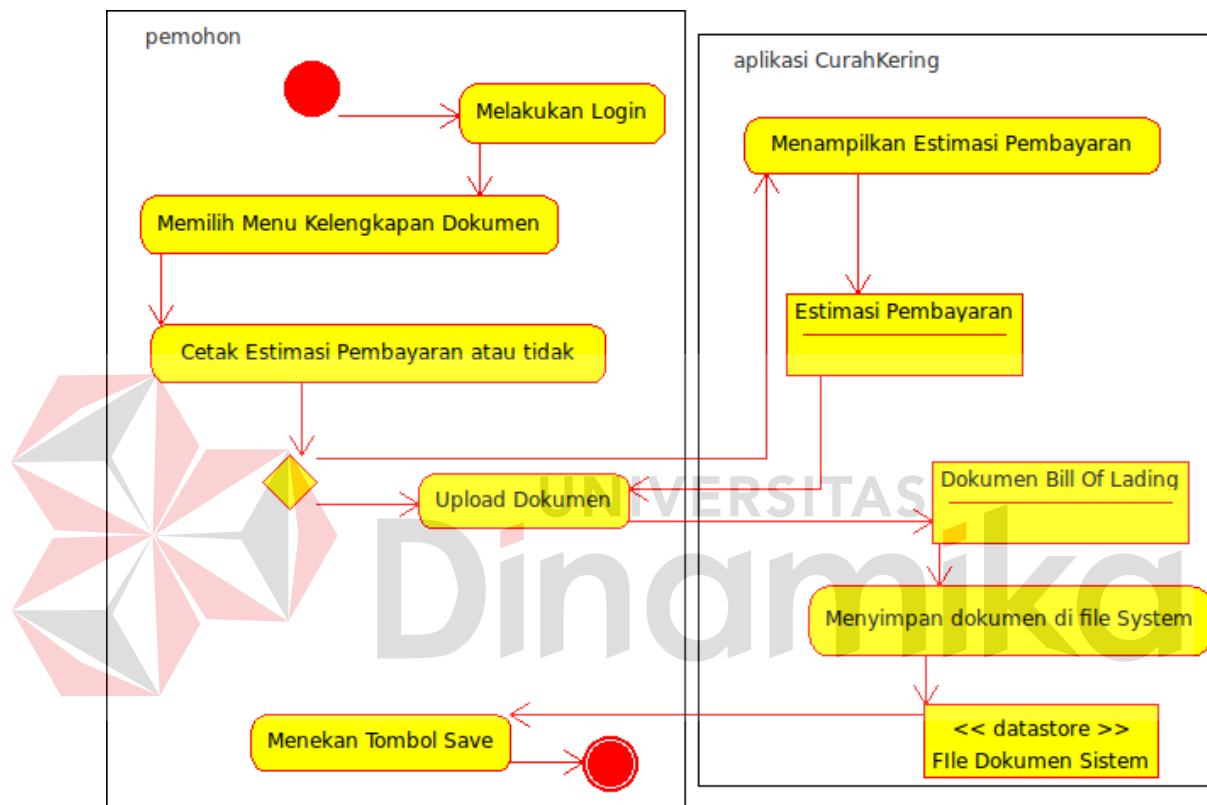 pemohon
Melakukan Login
Memilih Menu Kelengkapan Dokumen
Cetak Estimasi Pembayaran atau tidak
Upload Dokumen
Menekan Tombol Save
aplikasi CurahKering
Menampilkan Estimasi Pembayaran
Estimasi Pembayaran
Dokumen Bill Of Lading
Menyimpan dokumen di file System
<< datastore >>
FIle Dokumen Sistem
UNIVERSITAS
Dinamika